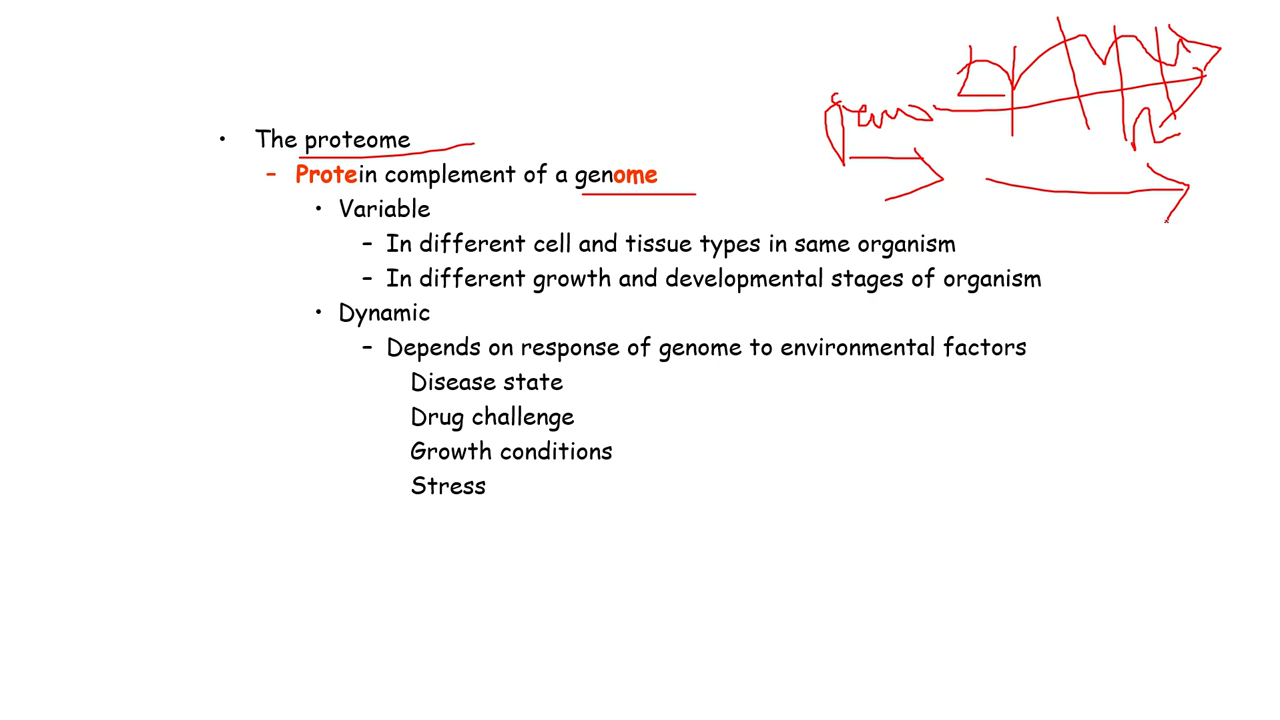 • The proteome
– Protein complement of a genome
• Variable
– In different cell and tissue types in same organism
– In different growth and developmental stages of organism
• Dynamic
– Depends on response of genome to environmental factors
Disease state
Drug challenge
Growth conditions
Stress